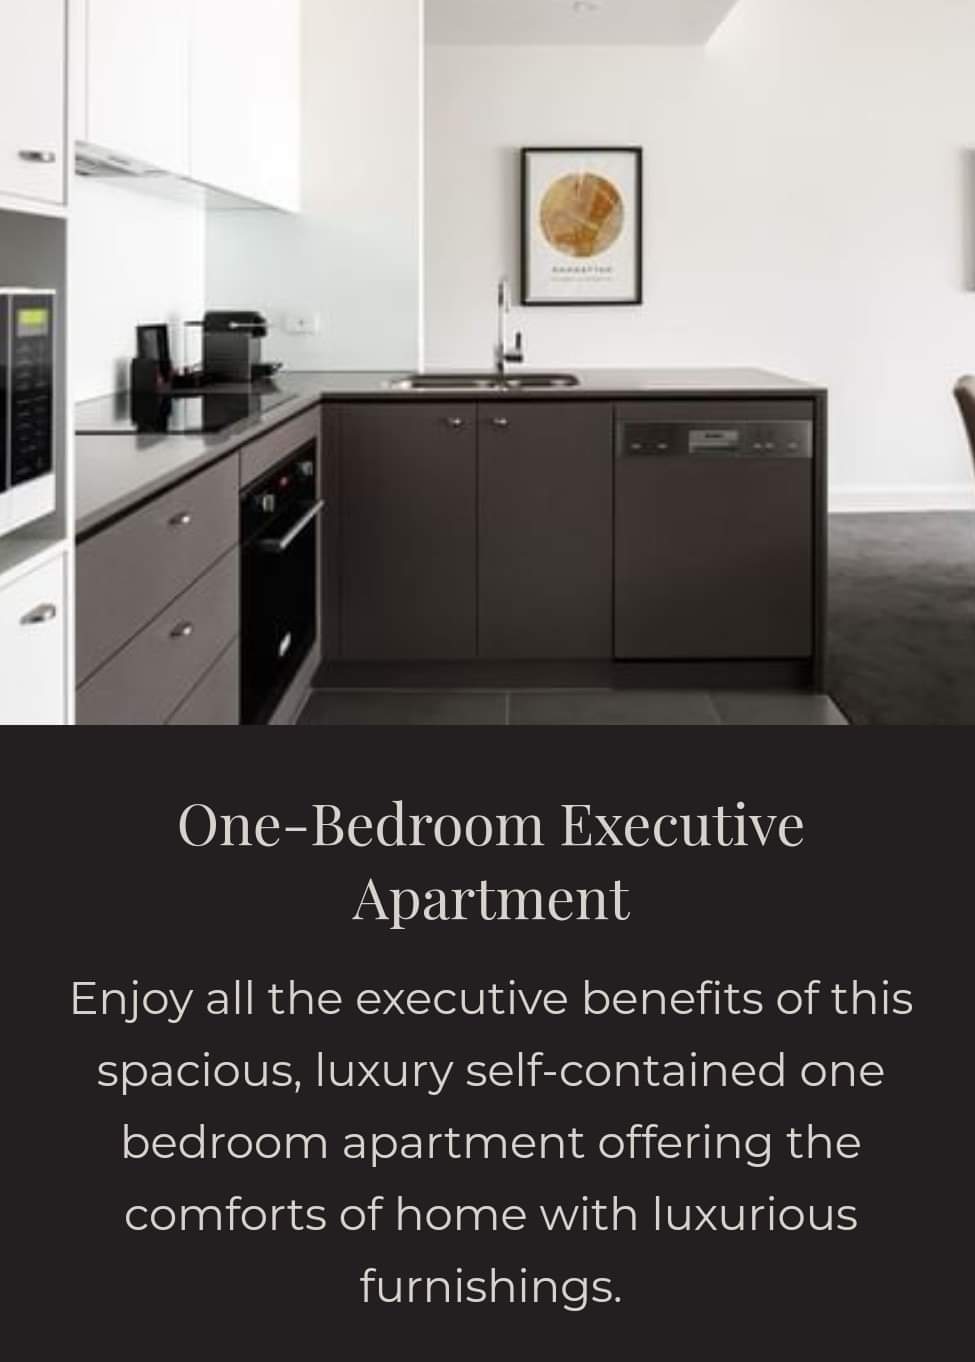 One-Bedroom Executive
Apartment
Enjoy all the executive benefits of this
spacious, luxury self-contained one
bedroom apartment offering the
comforts of home with luxurious
furnishings.